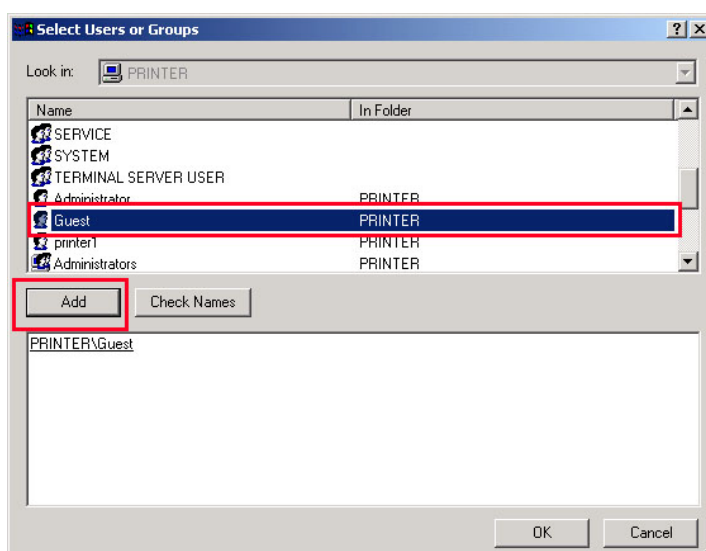 Select Users or Groups
Look in: PRINTER
Name In Folder
SERVICE
SYSTEM
TERMINAL SERVER USER
Administrator PRINTER
Guest PRINTER
printer1 PRINTER
Administrators PRINTER
Add Check Names
PRINTER\Guest
OK Cancel